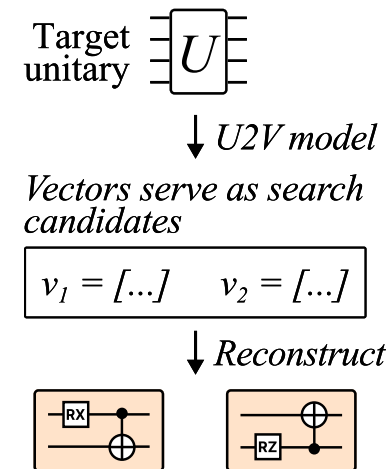 Target
unitary
U
U2V model
Vectors serve as search
candidates
v1 = [...] v2 = [...]
Reconstruct
RX
RZ